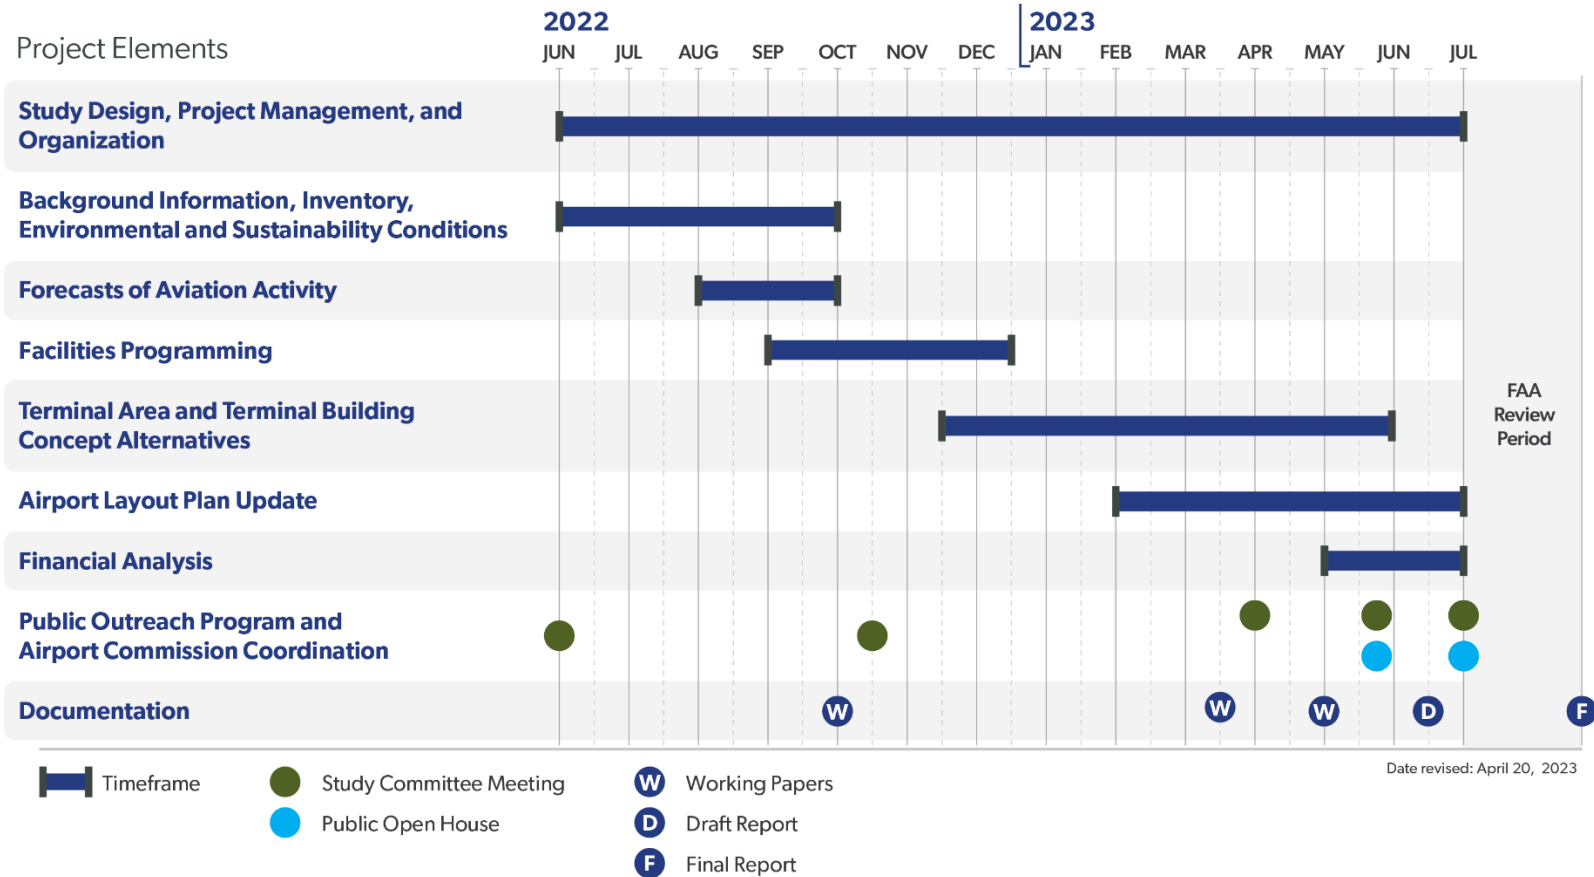 2022 2023
Project Elements JUN JUL AUG SEP OCT NOV DEC JAN FEB MAR APR MAY JUN JUL
Study Design, Project Management, and
Organization
Background Information, Inventory,
Environmental and Sustainability Conditions
Forecasts of Aviation Activity
Facilities Programming
Terminal Area and Terminal Building
Concept Alternatives
FAA
Review
Period
Airport Layout Plan Update
Financial Analysis
Public Outreach Program and
Airport Commission Coordination
Documentation W W W D F
Date revised: April 20, 2023
Timeframe Study Committee Meeting W Working Papers
Public Open House D Draft Report
F Final Report